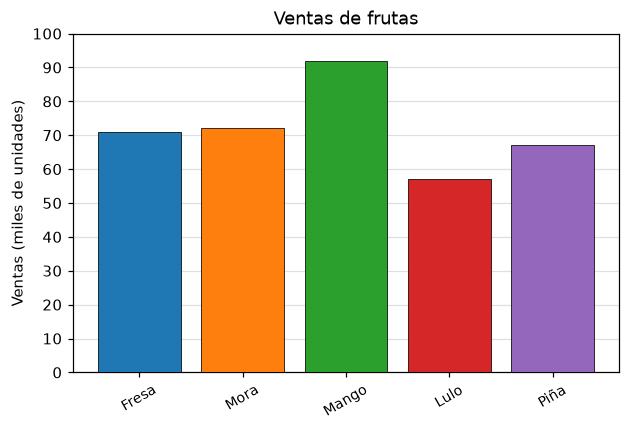 Ventas de frutas
Ventas (miles de unidades)
100
90
80
70
60
50
40
30
20
10
0
Fresa
Mora
Mango
Lulo
Piña